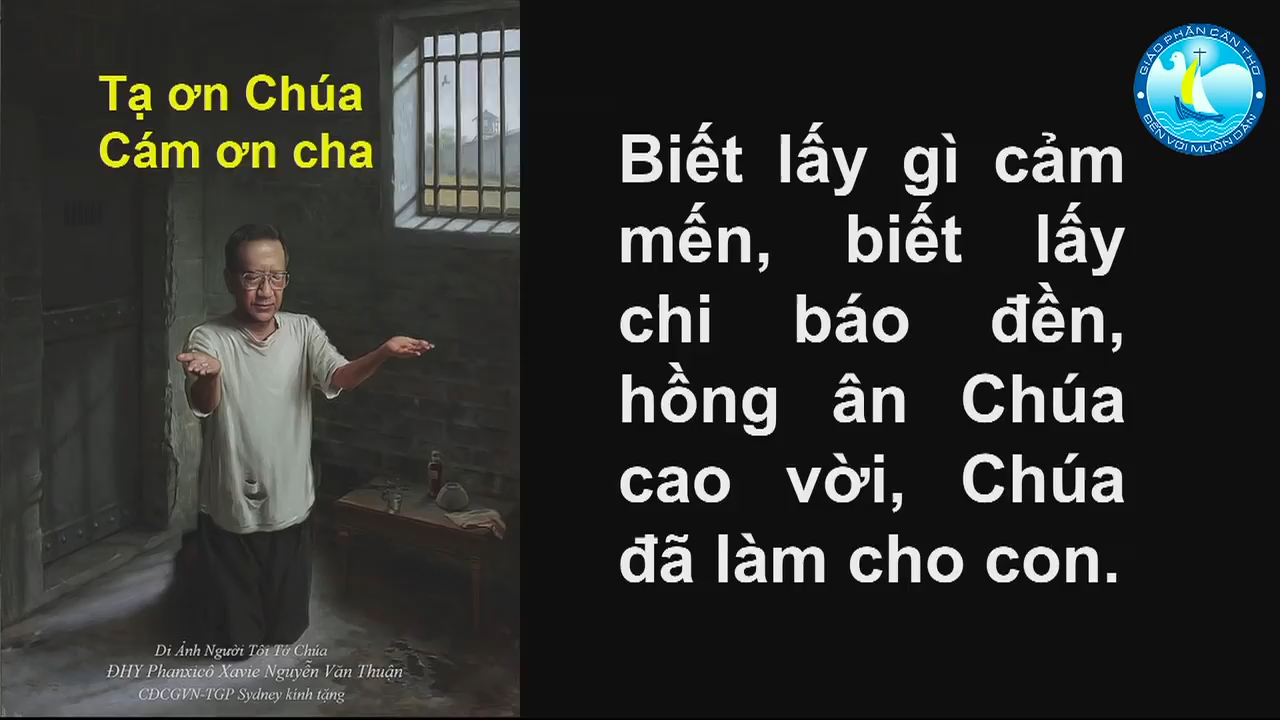 Tạ ơn Chúa
Cám ơn cha
Di Ảnh Người Tôi Tớ Chúa
ĐHY Phanxicô Xavie Nguyễn Văn Thuận
CĐCGVN-TGP Sydney kính tặng
Biết lấy gì cảm
mến, biết lấy
chi báo đền,
hồng ân Chúa
cao vời, Chúa
đã làm cho con.
GIÁO PHẬN CẦN THƠ
ĐẾN VỚI MUÔN DÂN